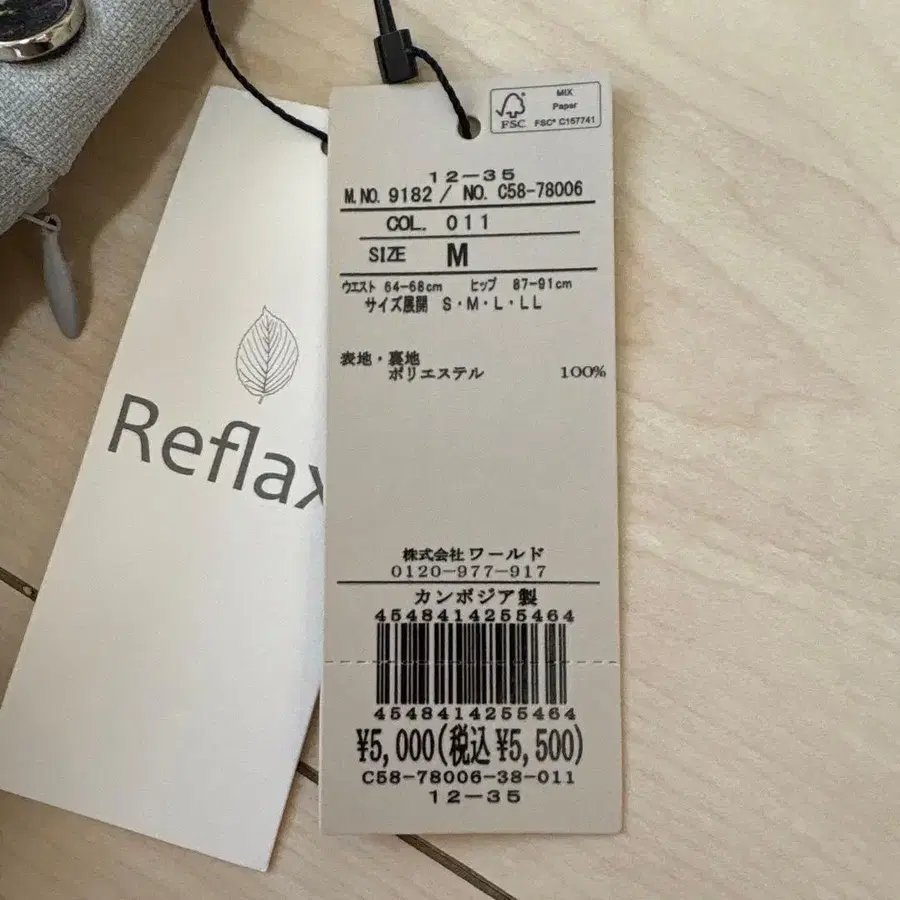 MIX
Paper
FSC
FSC® C157741
12-35
M.NO. 9182 / NO. C58-78006
COL. 011
SIZE M
ウエスト 64-68cm ヒップ 87-91cm
サイズ展開 S・M・L・LL
表地・裏地
ポリエステル 100%
株式会社ワールド
0120-977-917
カンボジア製
4548414255464
4548414255464
¥5,000(税込¥5,500)
C58-78006-38-011
12-35
Reflax